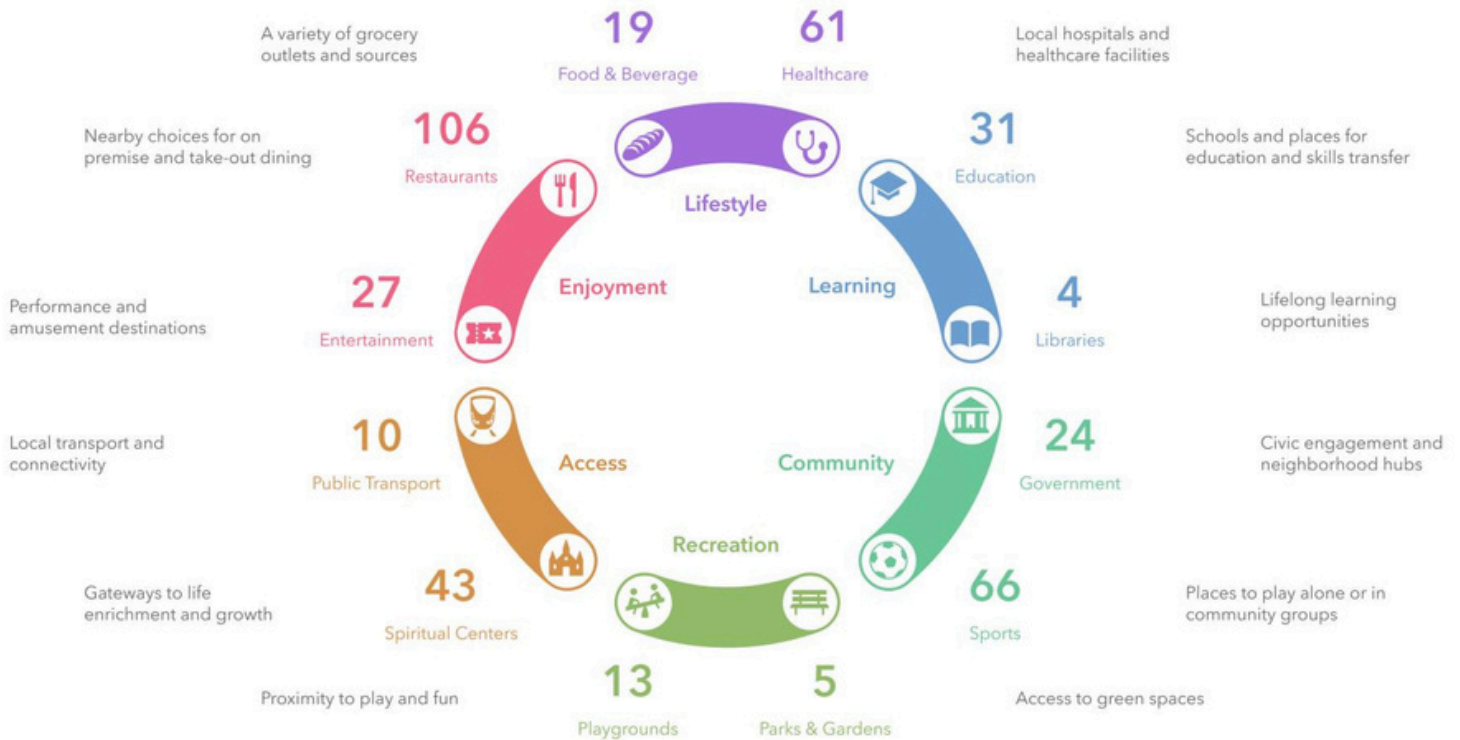 19
Food & Beverage
A variety of grocery
outlets and sources
61
Healthcare
Local hospitals and
healthcare facilities
Lifestyle
106
Restaurants
Nearby choices for on
premise and take-out dining
31
Education
Schools and places for
education and skills transfer
Enjoyment
Learning
27
Entertainment
Performance and
amusement destinations
4
Libraries
Lifelong learning
opportunities
10
Public Transport
Local transport and
connectivity
Access
Community
24
Government
Civic engagement and
neighborhood hubs
43
Spiritual Centers
Gateways to life
enrichment and growth
Recreation
66
Sports
Places to play alone or in
community groups
13
Playgrounds
Proximity to play and fun
5
Parks & Gardens
Access to green spaces